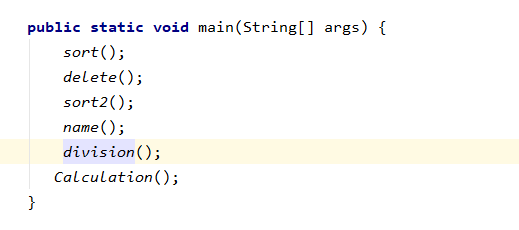 public static void main(String[] args) {
sort();
delete();
sort2();
name();
division();
Calculation();
}